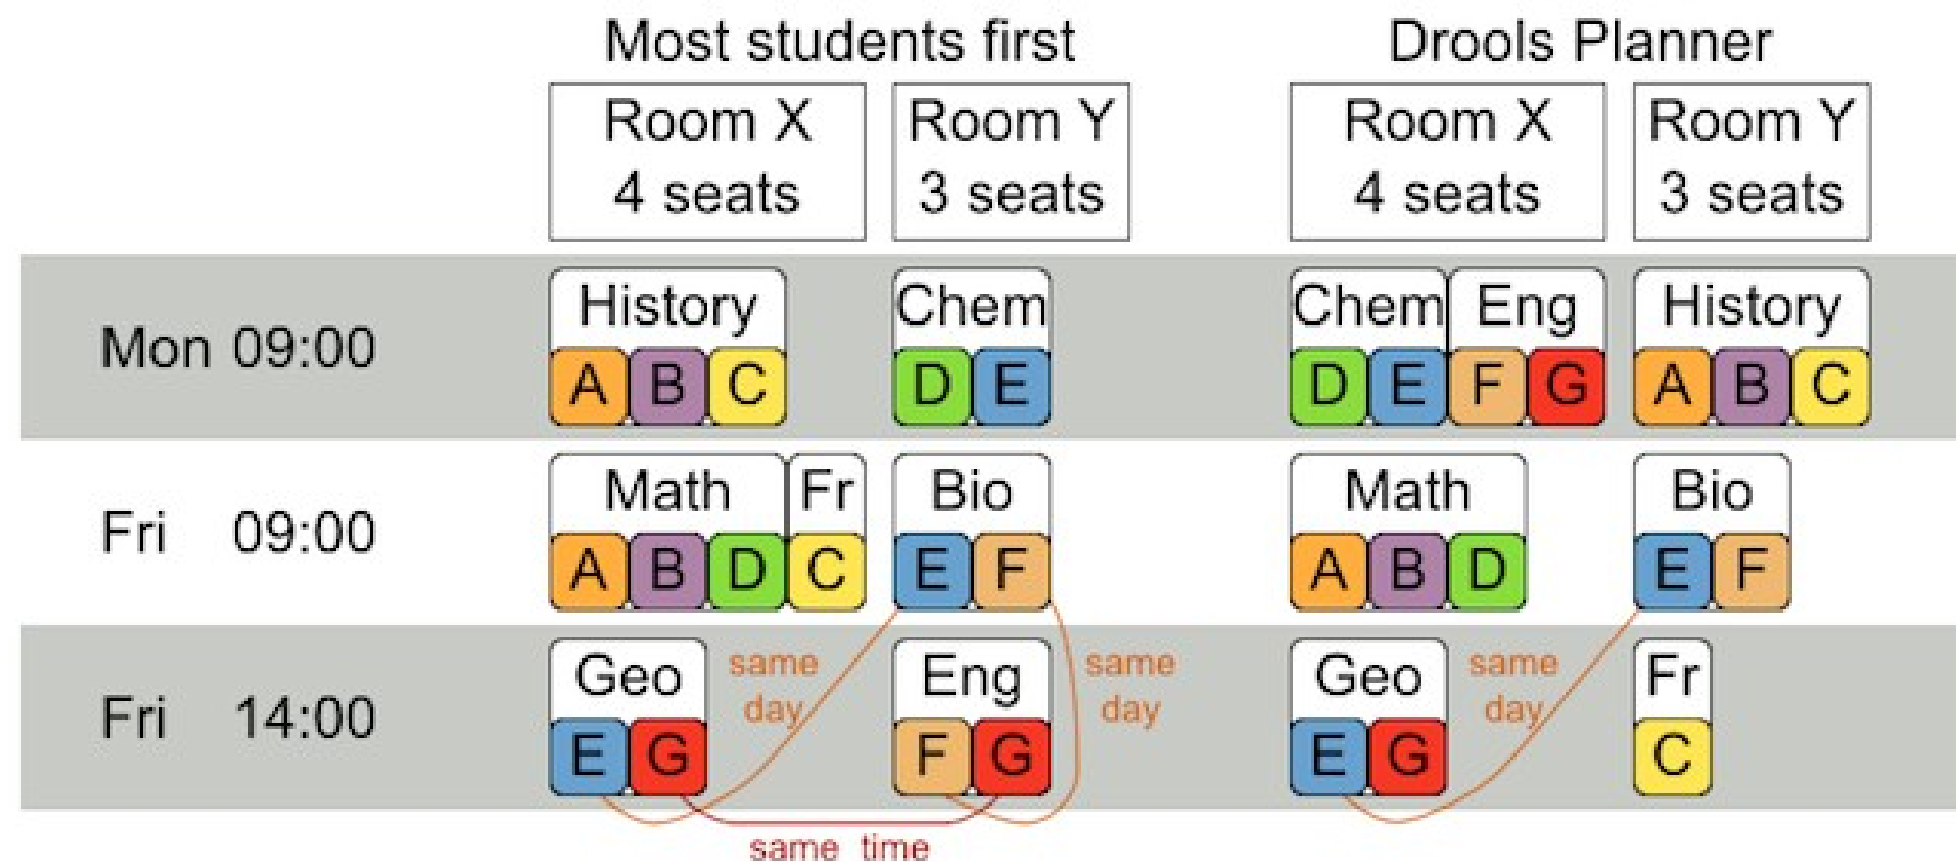 Most students first Drools Planner
Room X Room Y Room X Room Y
4 seats 3 seats 4 seats 3 seats
History Chem Chem Eng History
Mon 09:00
A B C D E D E F G A B C
Math Fr Bio Math Bio
Fri 09:00
A B D C E F A B D E F
Geo same day Eng same day Geo same day Fr
Fri 14:00
E G F G E G C
same time